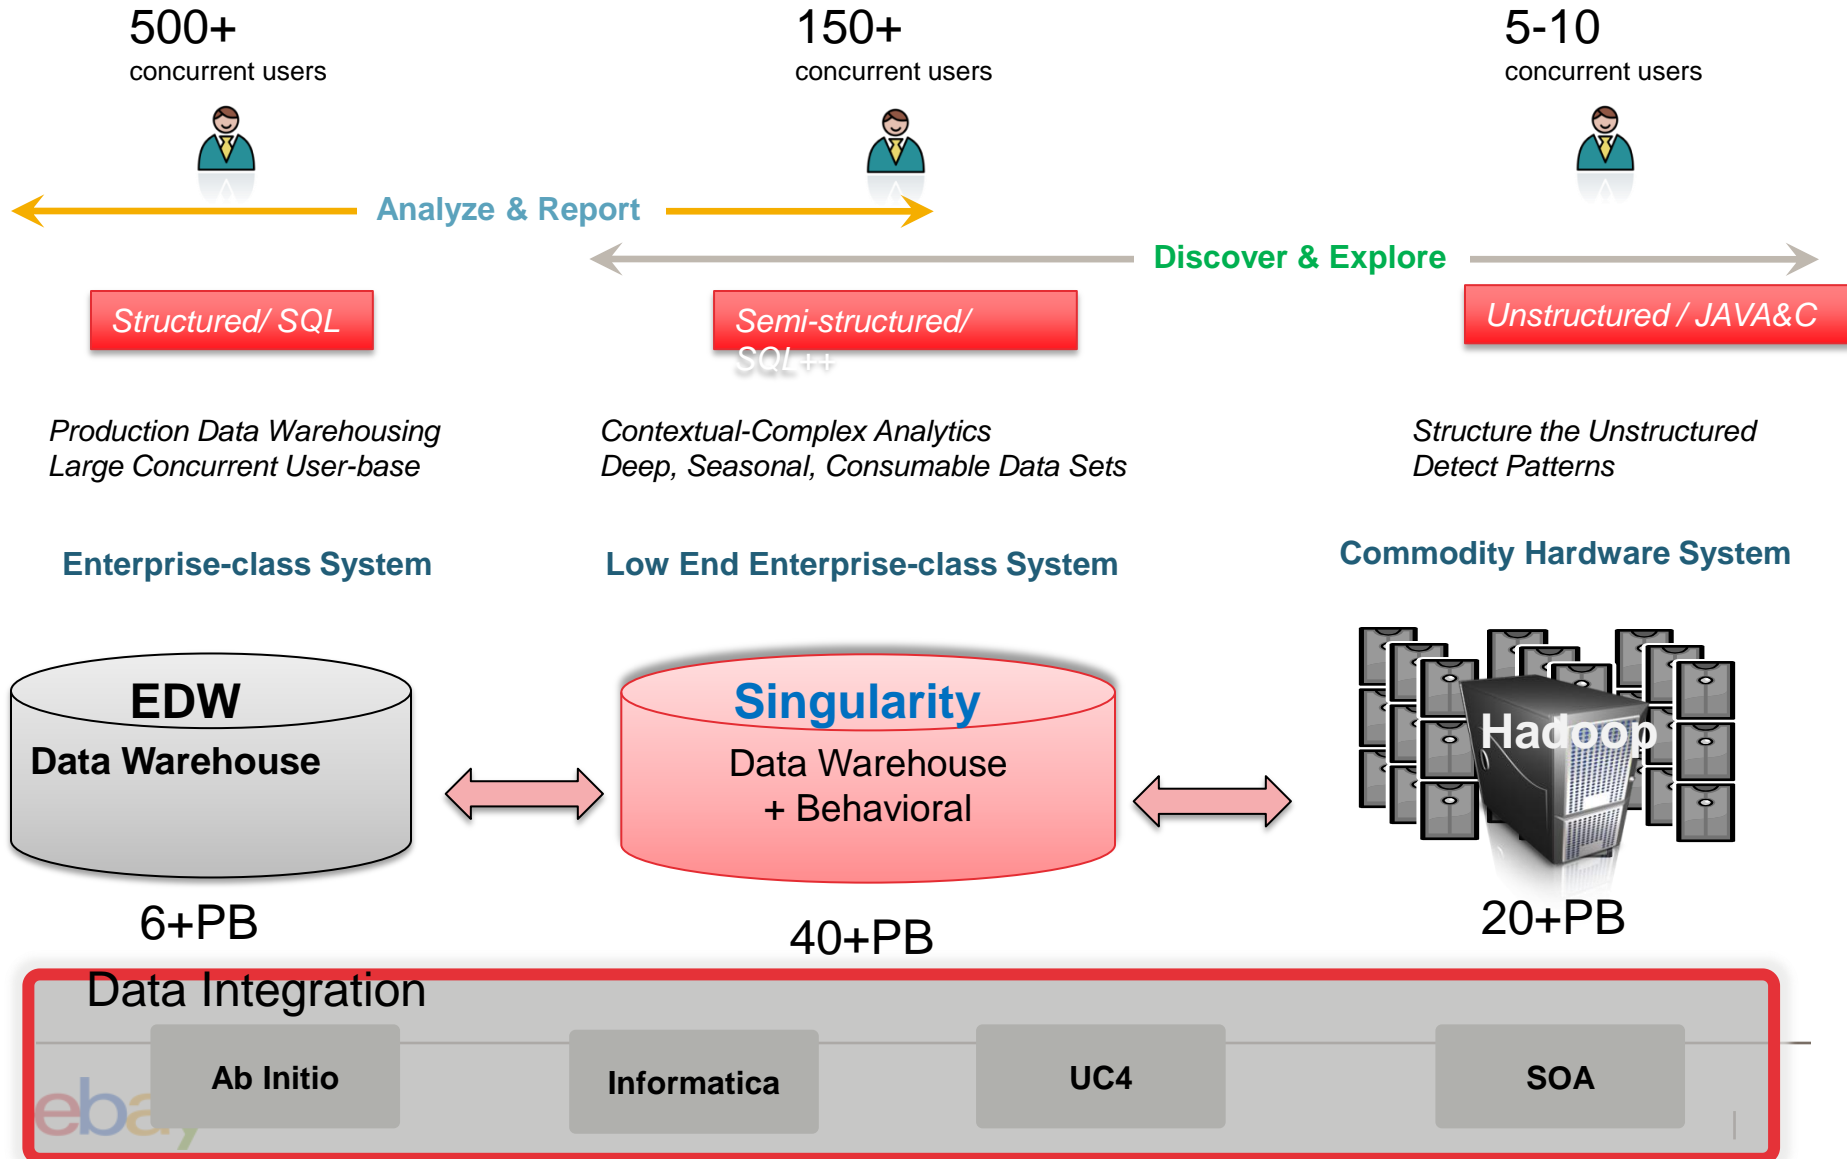 500+
concurrent users
150+
concurrent users
5-10
concurrent users
Analyze & Report
Discover & Explore
Structured/ SQL
Semi-structured/
SQL++
Unstructured / JAVA&C
Production Data Warehousing
Large Concurrent User-base
Contextual-Complex Analytics
Deep, Seasonal, Consumable Data Sets
Structure the Unstructured
Detect Patterns
Enterprise-class System
Low End Enterprise-class System
Commodity Hardware System
EDW
Data Warehouse
Singularity
Data Warehouse
+ Behavioral
Hadoop
6+PB
40+PB
20+PB
Data Integration
Ab Initio
Informatica
UC4
SOA
ebay